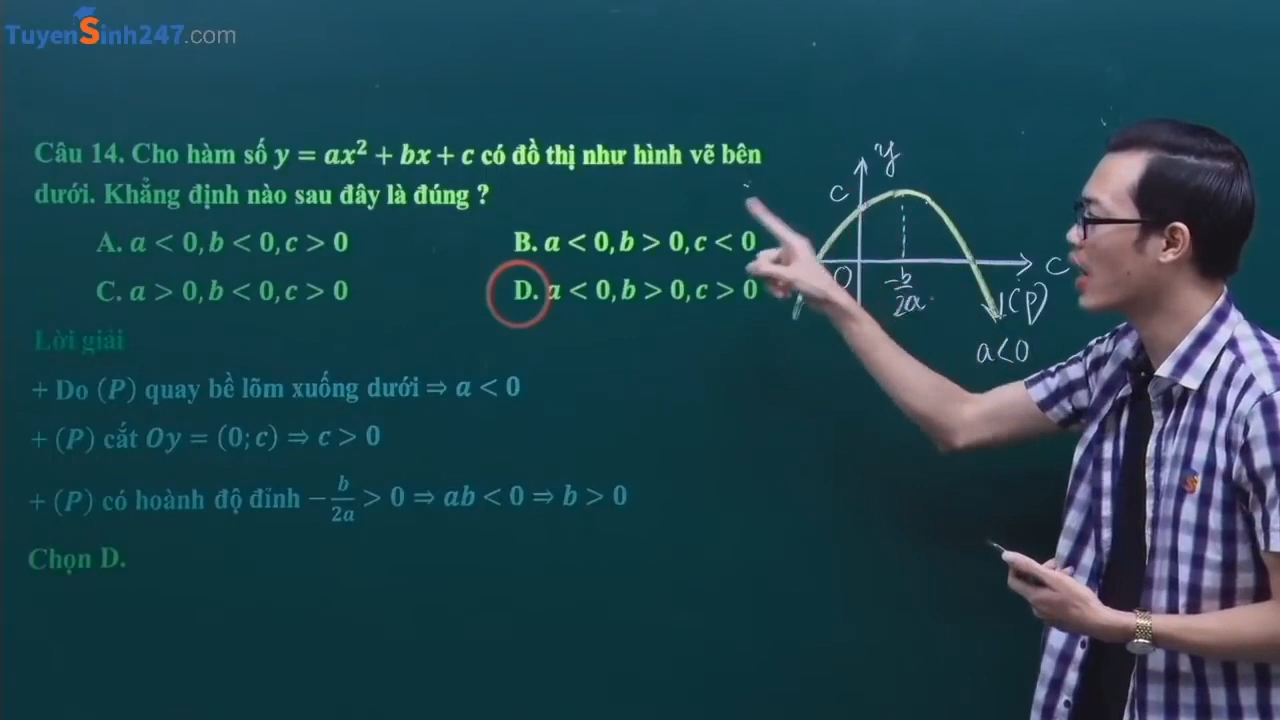 TuyenSinh247.com
Câu 14. Cho hàm số y = ax² + bx + c có đồ thị như hình vẽ bên
dưới. Khẳng định nào sau đây là đúng ?
A. a < 0, b < 0, c > 0
B. a < 0, b > 0, c < 0
C. a > 0, b < 0, c > 0
D. a < 0, b > 0, c > 0
Lời giải
+ Do (P) quay bề lõm xuống dưới ⇒ a < 0
+ (P) cắt Oy = (0; c) ⇒ c > 0
+ (P) có hoành độ đỉnh −b/2a > 0 ⇒ ab < 0 ⇒ b > 0
Chọn D.
y
c
O
-b/2a
(P)
a<0